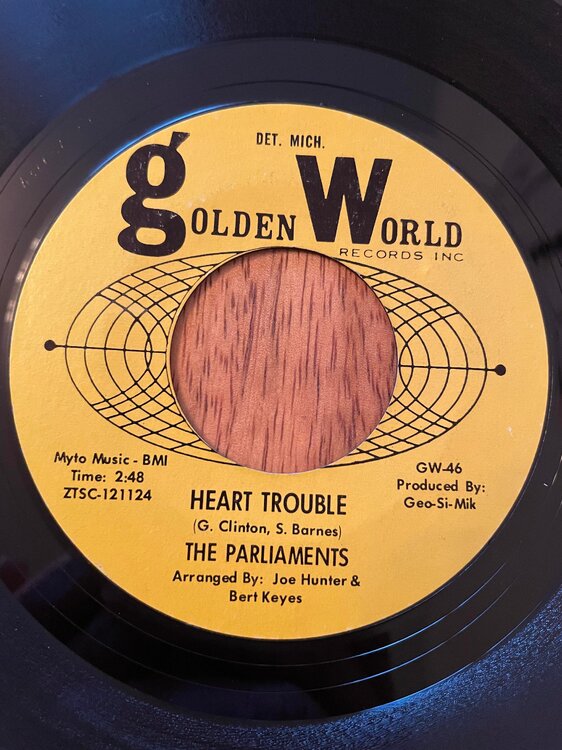 DET. MICH.
golden World
RECORDS INC
Myto Music - BMI
Time: 2:48
ZTSC-121124
GW-46
Produced By:
Geo-Si-Mik
HEART TROUBLE
(G. Clinton, S. Barnes)
THE PARLIAMENTS
Arranged By: Joe Hunter &
Bert Keyes